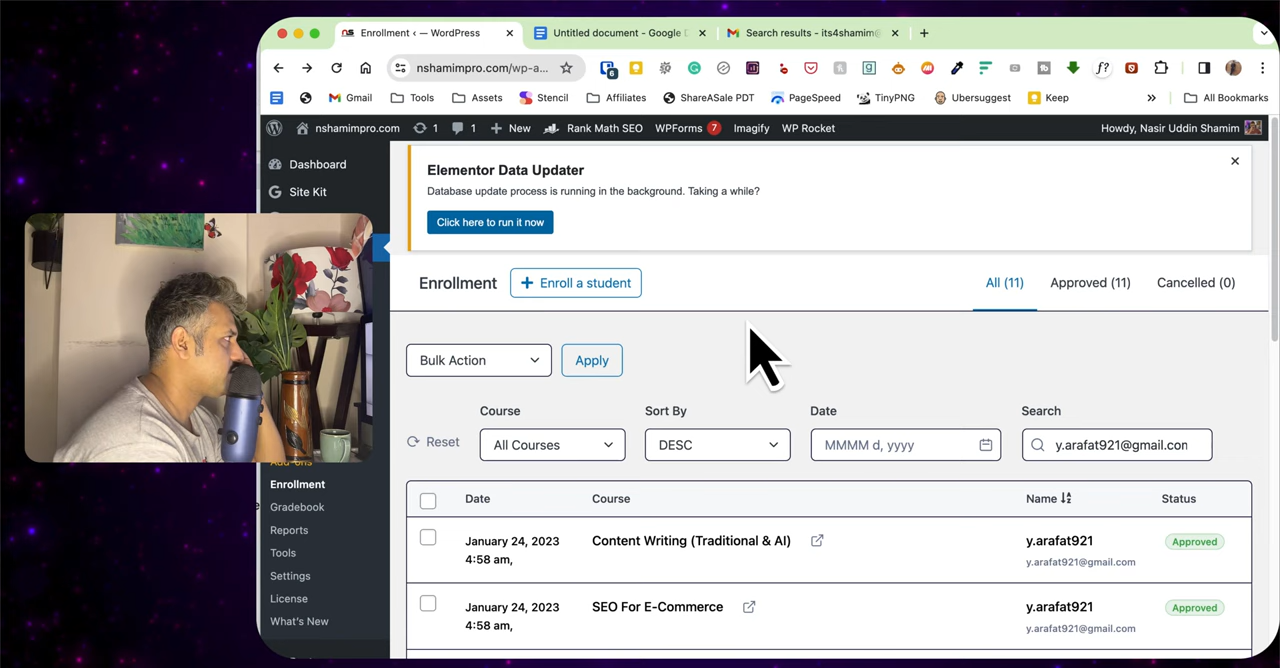 Enrollment ‹ — WordPress
Untitled document - Google D
Search results - its4shamim@
nshamimpro.com/wp-a...
6
Gmail
Tools
Assets
Stencil
Affiliates
ShareASale PDT
PageSpeed
TinyPNG
Ubersuggest
Keep
All Bookmarks
nshamimpro.com
1
1
New
Rank Math SEO
WPForms 7
Imagify
WP Rocket
Howdy, Nasir Uddin Shamim
Dashboard
Site Kit
Add-ons
Enrollment
Gradebook
Reports
Tools
Settings
License
What's New
Elementor Data Updater
Database update process is running in the background. Taking a while?
Click here to run it now
Enrollment
+ Enroll a student
All (11)
Approved (11)
Cancelled (0)
Bulk Action
Apply
Course
Sort By
Date
Search
Reset
All Courses
DESC
MMMM d, yyyy
y.arafat921@gmail.con
Date
Course
Name
Status
January 24, 2023
4:58 am,
Content Writing (Traditional & AI)
y.arafat921
y.arafat921@gmail.com
Approved
January 24, 2023
4:58 am,
SEO For E-Commerce
y.arafat921
y.arafat921@gmail.com
Approved